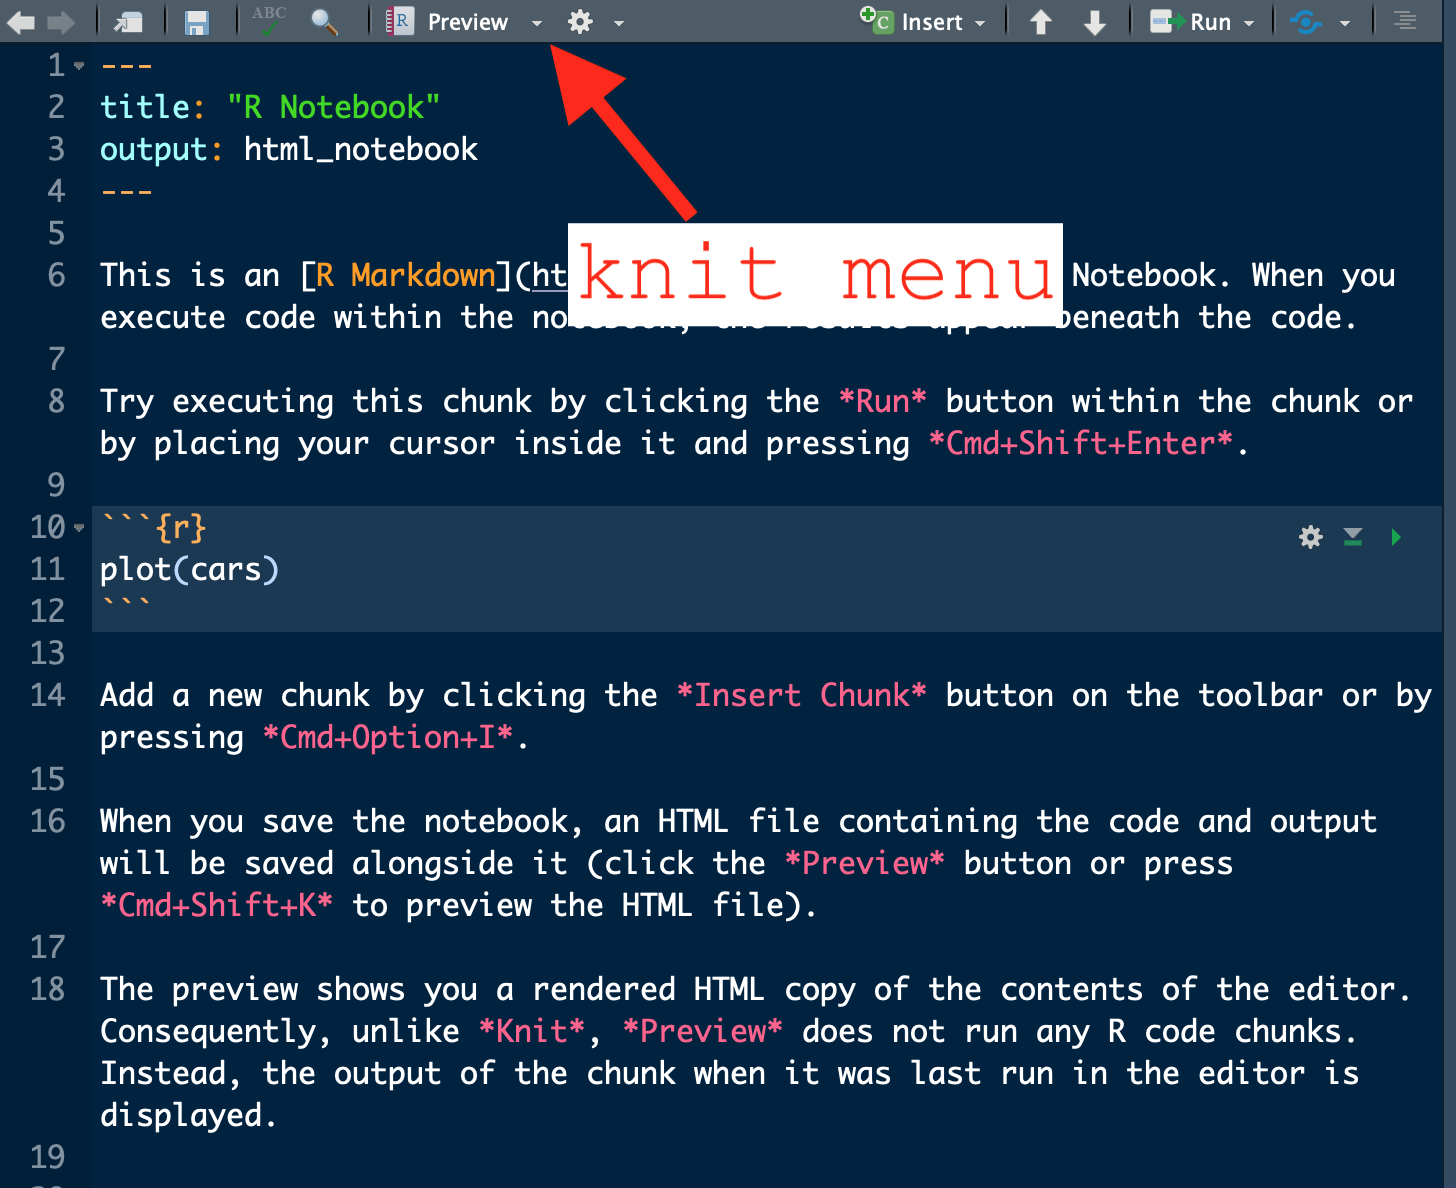 ABC
R Preview C Insert Run
1 ---
2 title: "R Notebook"
3 output: html_notebook
4 ---
5
knit menu
6 This is an [R Markdown](ht Notebook. When you
execute code within the notebook, the results appear beneath the code.
7
8 Try executing this chunk by clicking the *Run* button within the chunk or
by placing your cursor inside it and pressing *Cmd+Shift+Enter*.
9
10 ```{r}
11 plot(cars)
12 ```
13
14 Add a new chunk by clicking the *Insert Chunk* button on the toolbar or by
pressing *Cmd+Option+I*.
15
16 When you save the notebook, an HTML file containing the code and output
will be saved alongside it (click the *Preview* button or press
*Cmd+Shift+K* to preview the HTML file).
17
18 The preview shows you a rendered HTML copy of the contents of the editor.
Consequently, unlike *Knit*, *Preview* does not run any R code chunks.
Instead, the output of the chunk when it was last run in the editor is
displayed.
19